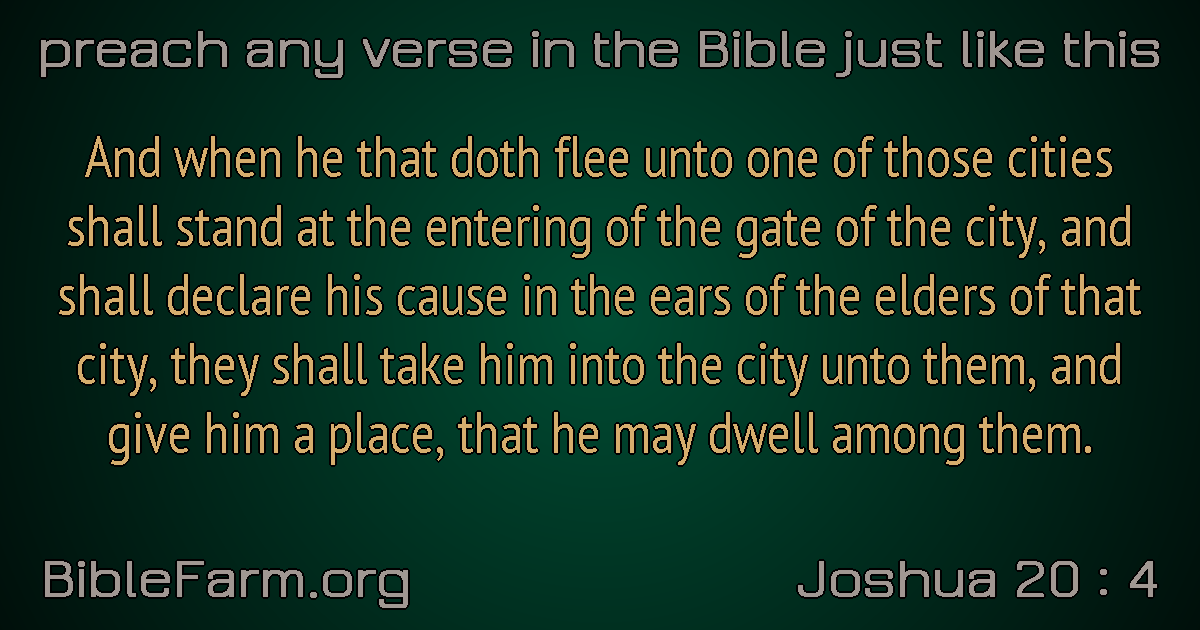 preach any verse in the Bible just like this
And when he that doth flee unto one of those cities
shall stand at the entering of the gate of the city, and
shall declare his cause in the ears of the elders of that
city, they shall take him into the city unto them, and
give him a place, that he may dwell among them.
BibleFarm.org
Joshua 20 : 4